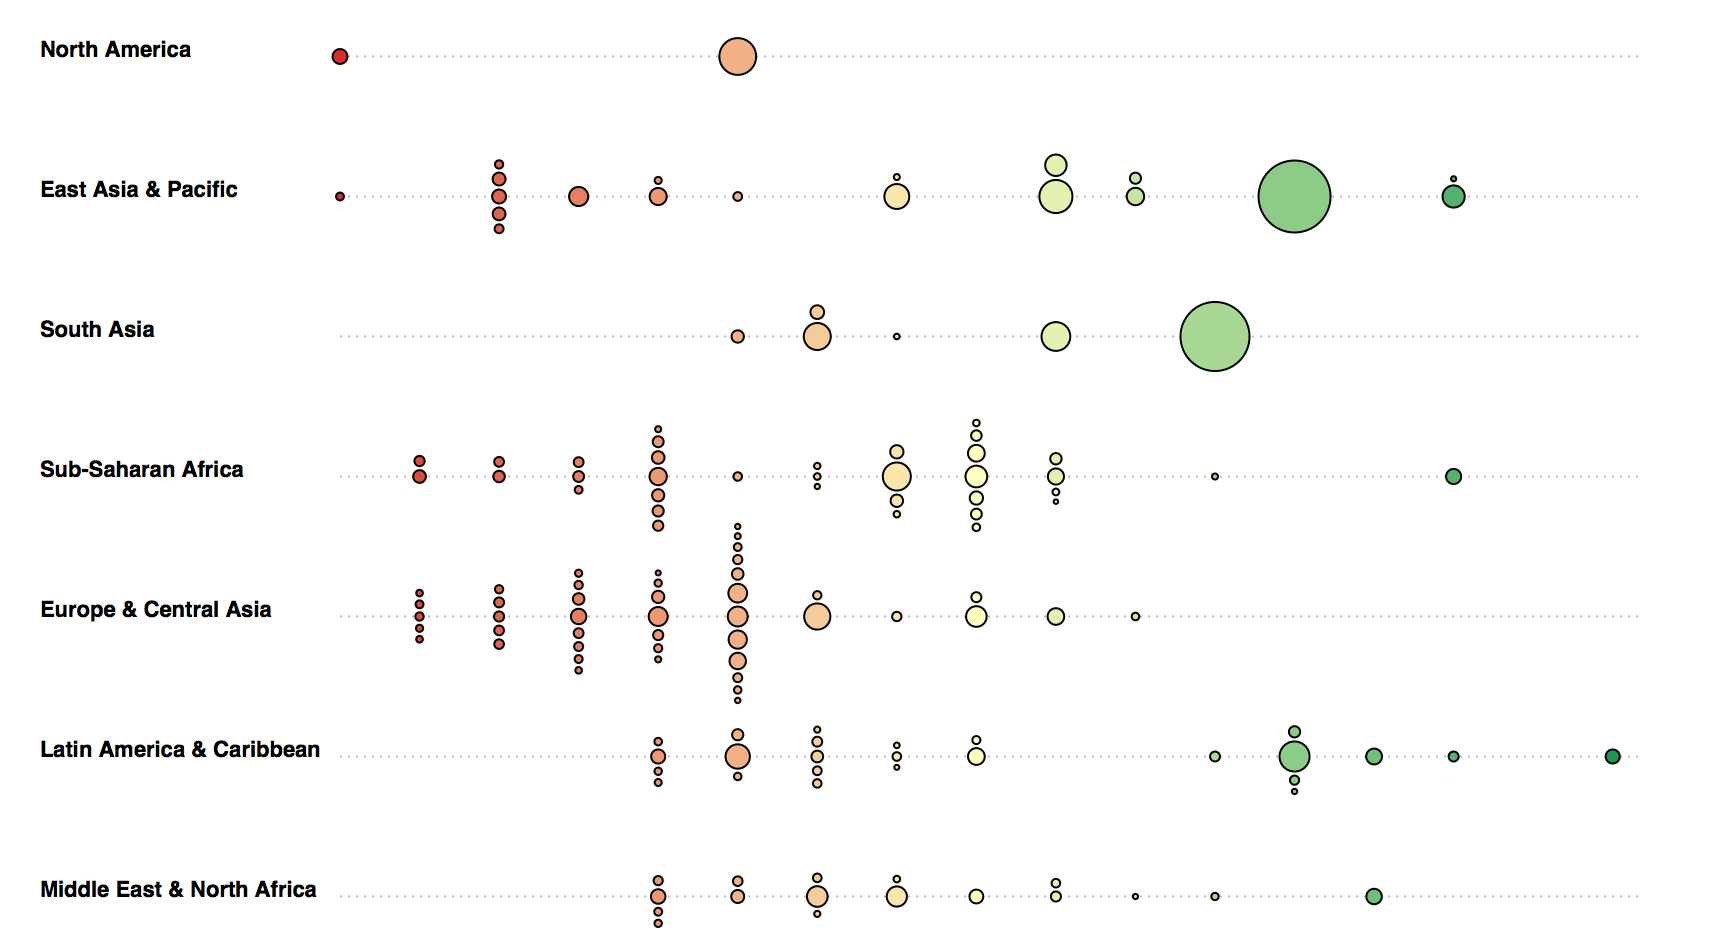 North America
East Asia & Pacific
South Asia
Sub-Saharan Africa
Europe & Central Asia
Latin America & Caribbean
Middle East & North Africa